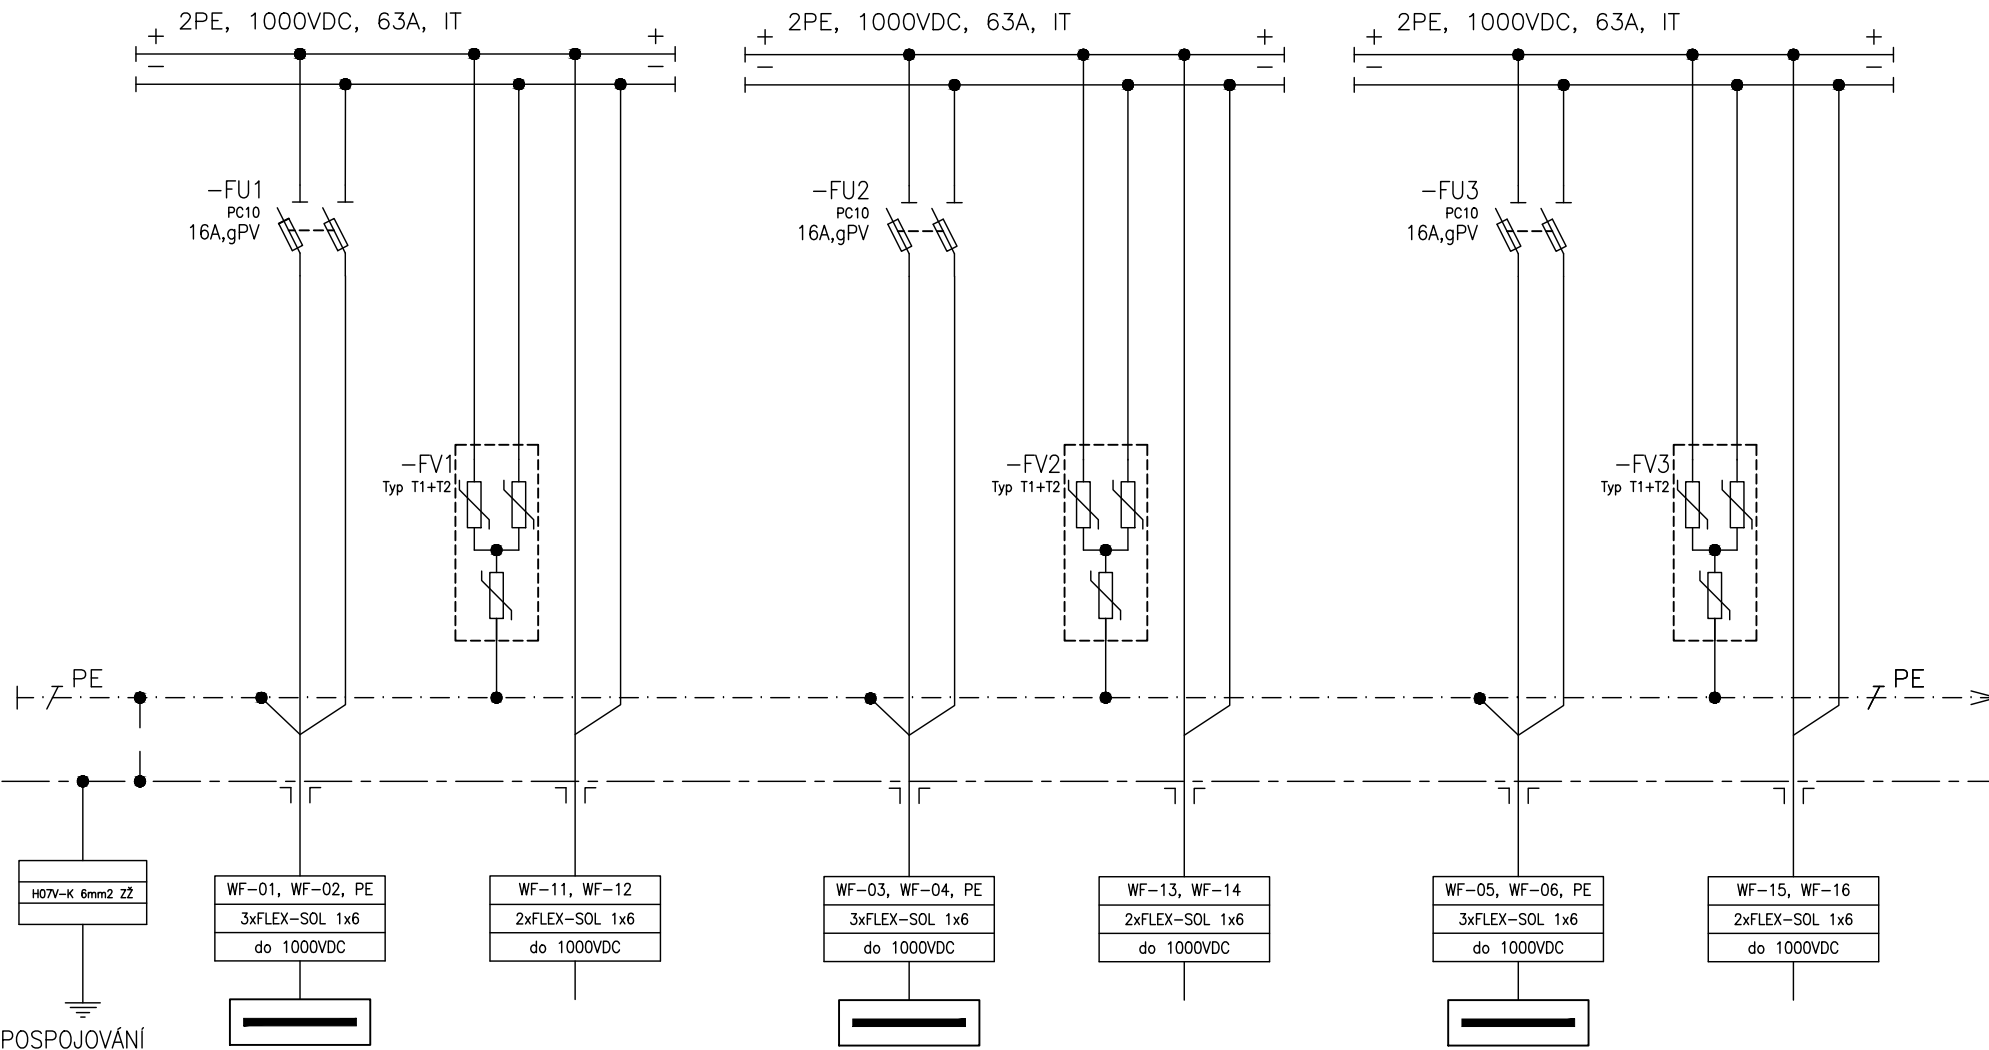 2PE, 1000VDC, 63A, IT
2PE, 1000VDC, 63A, IT
2PE, 1000VDC, 63A, IT
+ +
− −
+ +
− −
+ +
− −
−FU1
PC10
16A,gPV
−FU2
PC10
16A,gPV
−FU3
PC10
16A,gPV
−FV1
Typ T1+T2
−FV2
Typ T1+T2
−FV3
Typ T1+T2
PE
PE
H07V−K 6mm2 ZŽ
POSPOJOVÁNÍ
WF−01, WF−02, PE
3xFLEX−SOL 1x6
do 1000VDC
WF−11, WF−12
2xFLEX−SOL 1x6
do 1000VDC
WF−03, WF−04, PE
3xFLEX−SOL 1x6
do 1000VDC
WF−13, WF−14
2xFLEX−SOL 1x6
do 1000VDC
WF−05, WF−06, PE
3xFLEX−SOL 1x6
do 1000VDC
WF−15, WF−16
2xFLEX−SOL 1x6
do 1000VDC